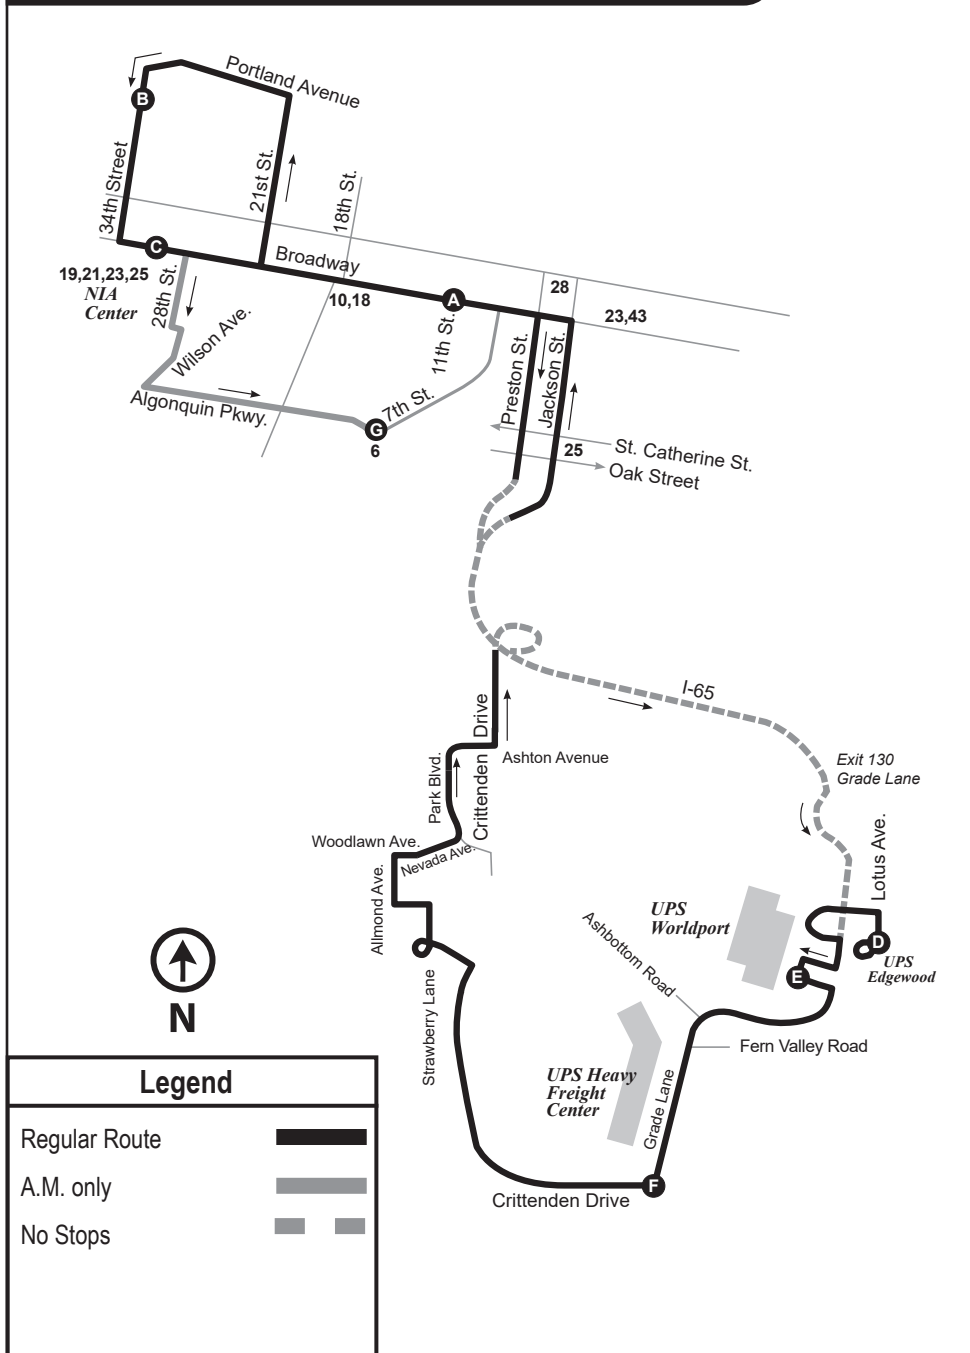 Portland Avenue
B
34th Street
21st St.
18th St.
C
Broadway
19,21,23,25
NIA
Center
28th St.
10,18
A
28
23,43
Wilson Ave.
11th St.
Preston St.
Jackson St.
Algonquin Pkwy.
7th St.
G
6
25
St. Catherine St.
Oak Street
I-65
Drive
Crittenden
Ashton Avenue
Park Blvd.
Exit 130
Grade Lane
Woodlawn Ave.
Nevada Ave.
Allmond Ave.
Lotus Ave.
UPS
Worldport
Ashbottom Road
D
UPS
Edgewood
E
N
Strawberry Lane
Fern Valley Road
UPS Heavy
Freight
Center
Grade Lane
F
Crittenden Drive
Legend
Regular Route
A.M. only
No Stops